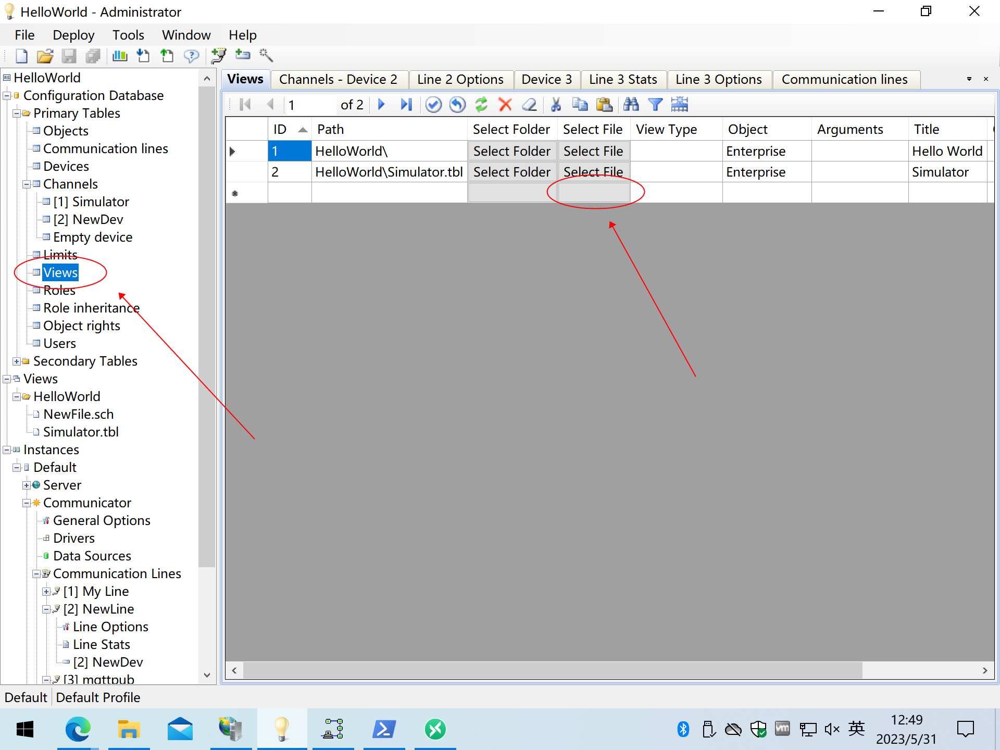 HelloWorld - Administrator
File Deploy Tools Window Help
HelloWorld
Configuration Database
Primary Tables
Objects
Communication lines
Devices
Channels
[1] Simulator
[2] NewDev
Empty device
Limits
Views
Roles
Role inheritance
Object rights
Users
Secondary Tables
Views
HelloWorld
NewFile.sch
Simulator.tbl
Instances
Default
Server
Communicator
General Options
Drivers
Data Sources
Communication Lines
[1] My Line
[2] NewLine
Line Options
Line Stats
[2] NewDev
[3] mqttpub
Views Channels - Device 2 Line 2 Options Device 3 Line 3 Stats Line 3 Options Communication lines
1 of 2
ID Path Select Folder Select File View Type Object Arguments Title
1 HelloWorld\ Select Folder Select File Enterprise Hello World
2 HelloWorld\Simulator.tbl Select Folder Select File Enterprise Simulator
Default Default Profile
英
12:49
2023/5/31